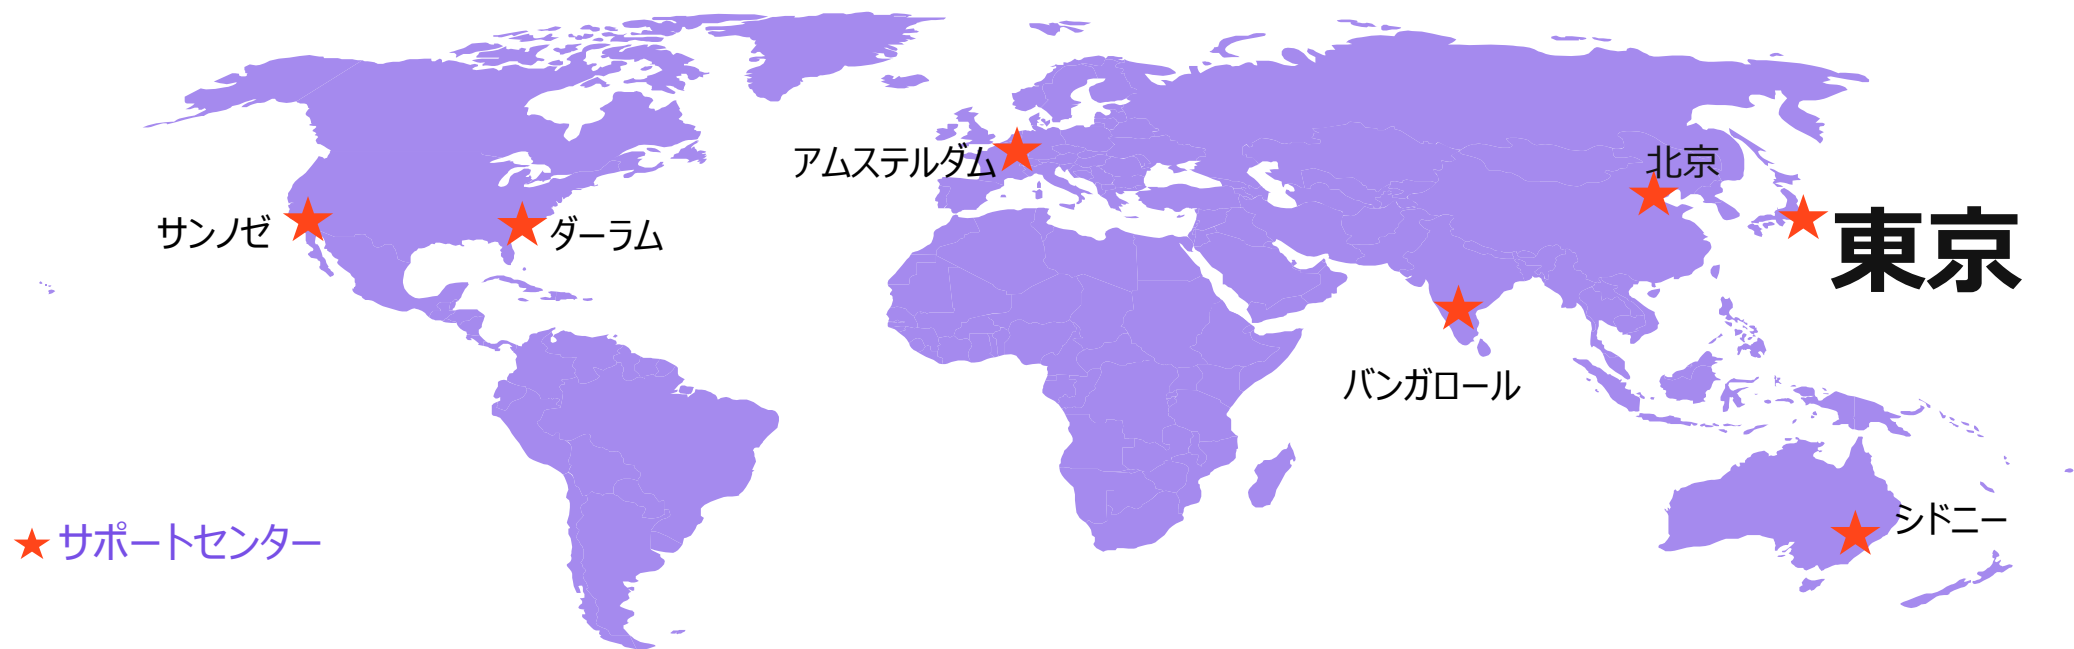 北京
アムステルダム
サンノゼ
ダーラム
東京
バンガロール
シドニー
サポートセンター